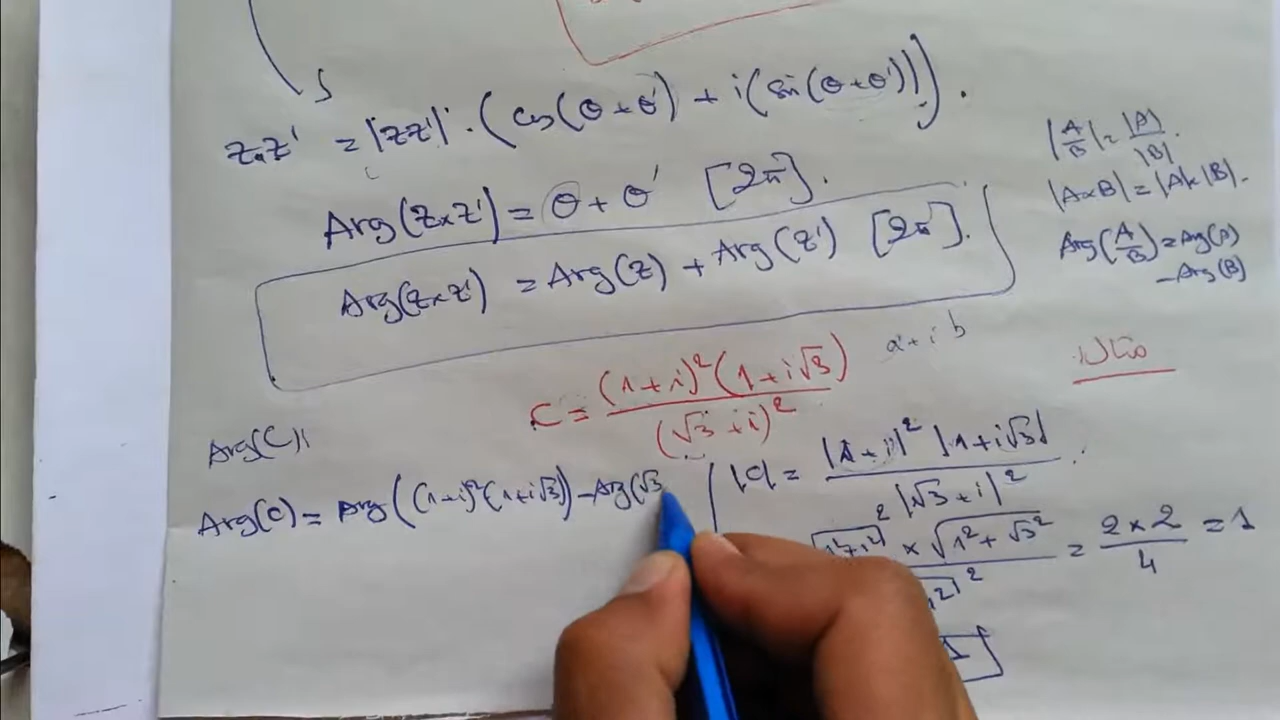 Z×Z' = |ZZ'| . (cos(θ+θ') + i(sin(θ+θ'))) .
Arg(Z×Z') = θ + θ' [2π].
Arg(Z×Z') = Arg(Z) + Arg(Z') [2π].
|A/B| = |A|/|B| .
|A×B| = |A|×|B| .
Arg(A/B) = Arg(A)
- Arg(B)
a + i b
مثال:
C = (1+i)²(1+i√3) / (√3+i)²
Arg(C):
Arg(C) = Arg((1+i)²(1+i√3)) - Arg(√3
|C| = |1+i|² |1+i√3| / |√3+i|² .
× √1²+√3² = 2×2 / 4 = 1